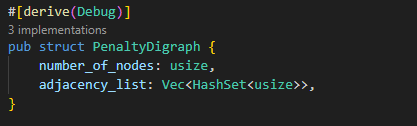 #[derive(Debug)]
3 implementations
pub struct PenaltyDigraph {
    number_of_nodes: usize,
    adjacency_list: Vec<HashSet<usize>>,
}